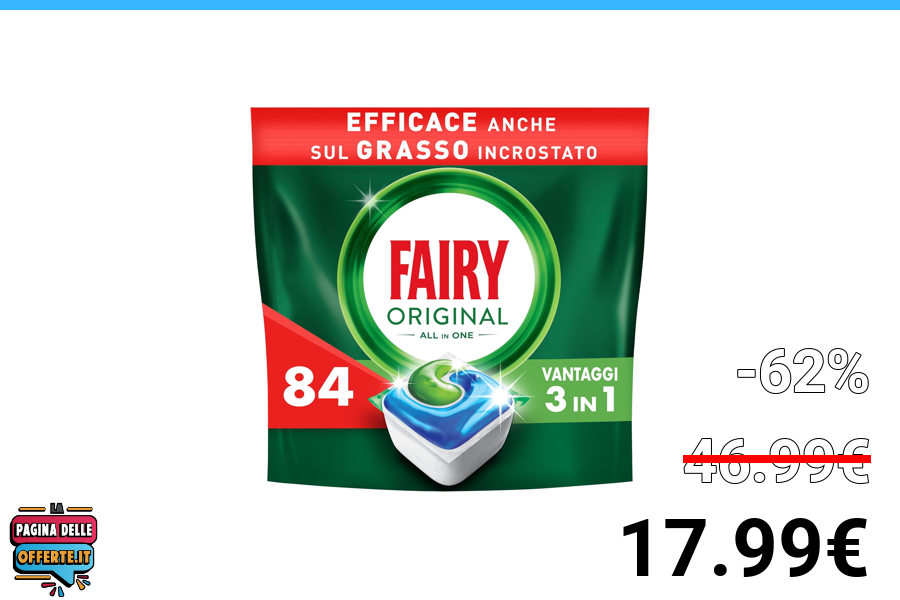 EFFICACE ANCHE
SUL GRASSO INCROSTATO
FAIRY
ORIGINAL
ALL IN ONE
84
VANTAGGI
3 IN 1
-62%
46.99€
17.99€
LA
PAGINA DELLE
OFFERTE.IT